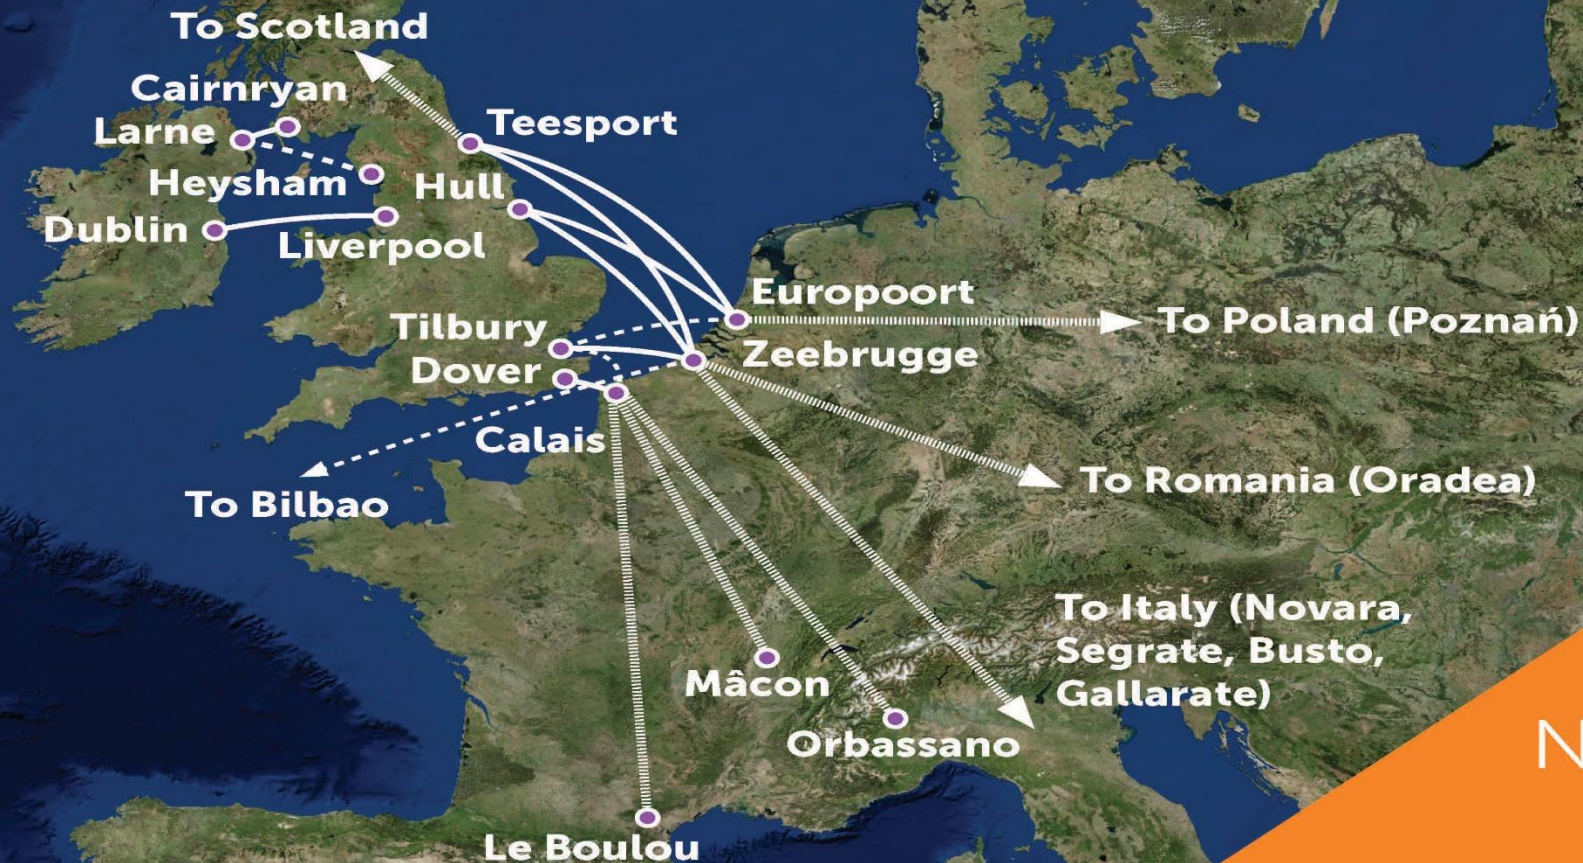 To Scotland
Cairnryan
Larne
Teesport
Heysham
Hull
Dublin
Liverpool
Europoort
To Poland (Poznań)
Tilbury
Zeebrugge
Dover
Calais
To Romania (Oradea)
To Bilbao
To Italy (Novara,
Segrate, Busto,
Gallarate)
Mâcon
Orbassano
Le Boulou
N